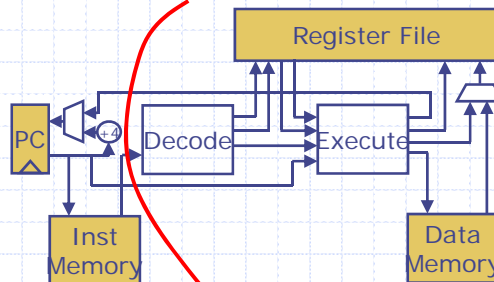 Register File
PC
+4
Decode
Execute
Inst
Memory
Data
Memory